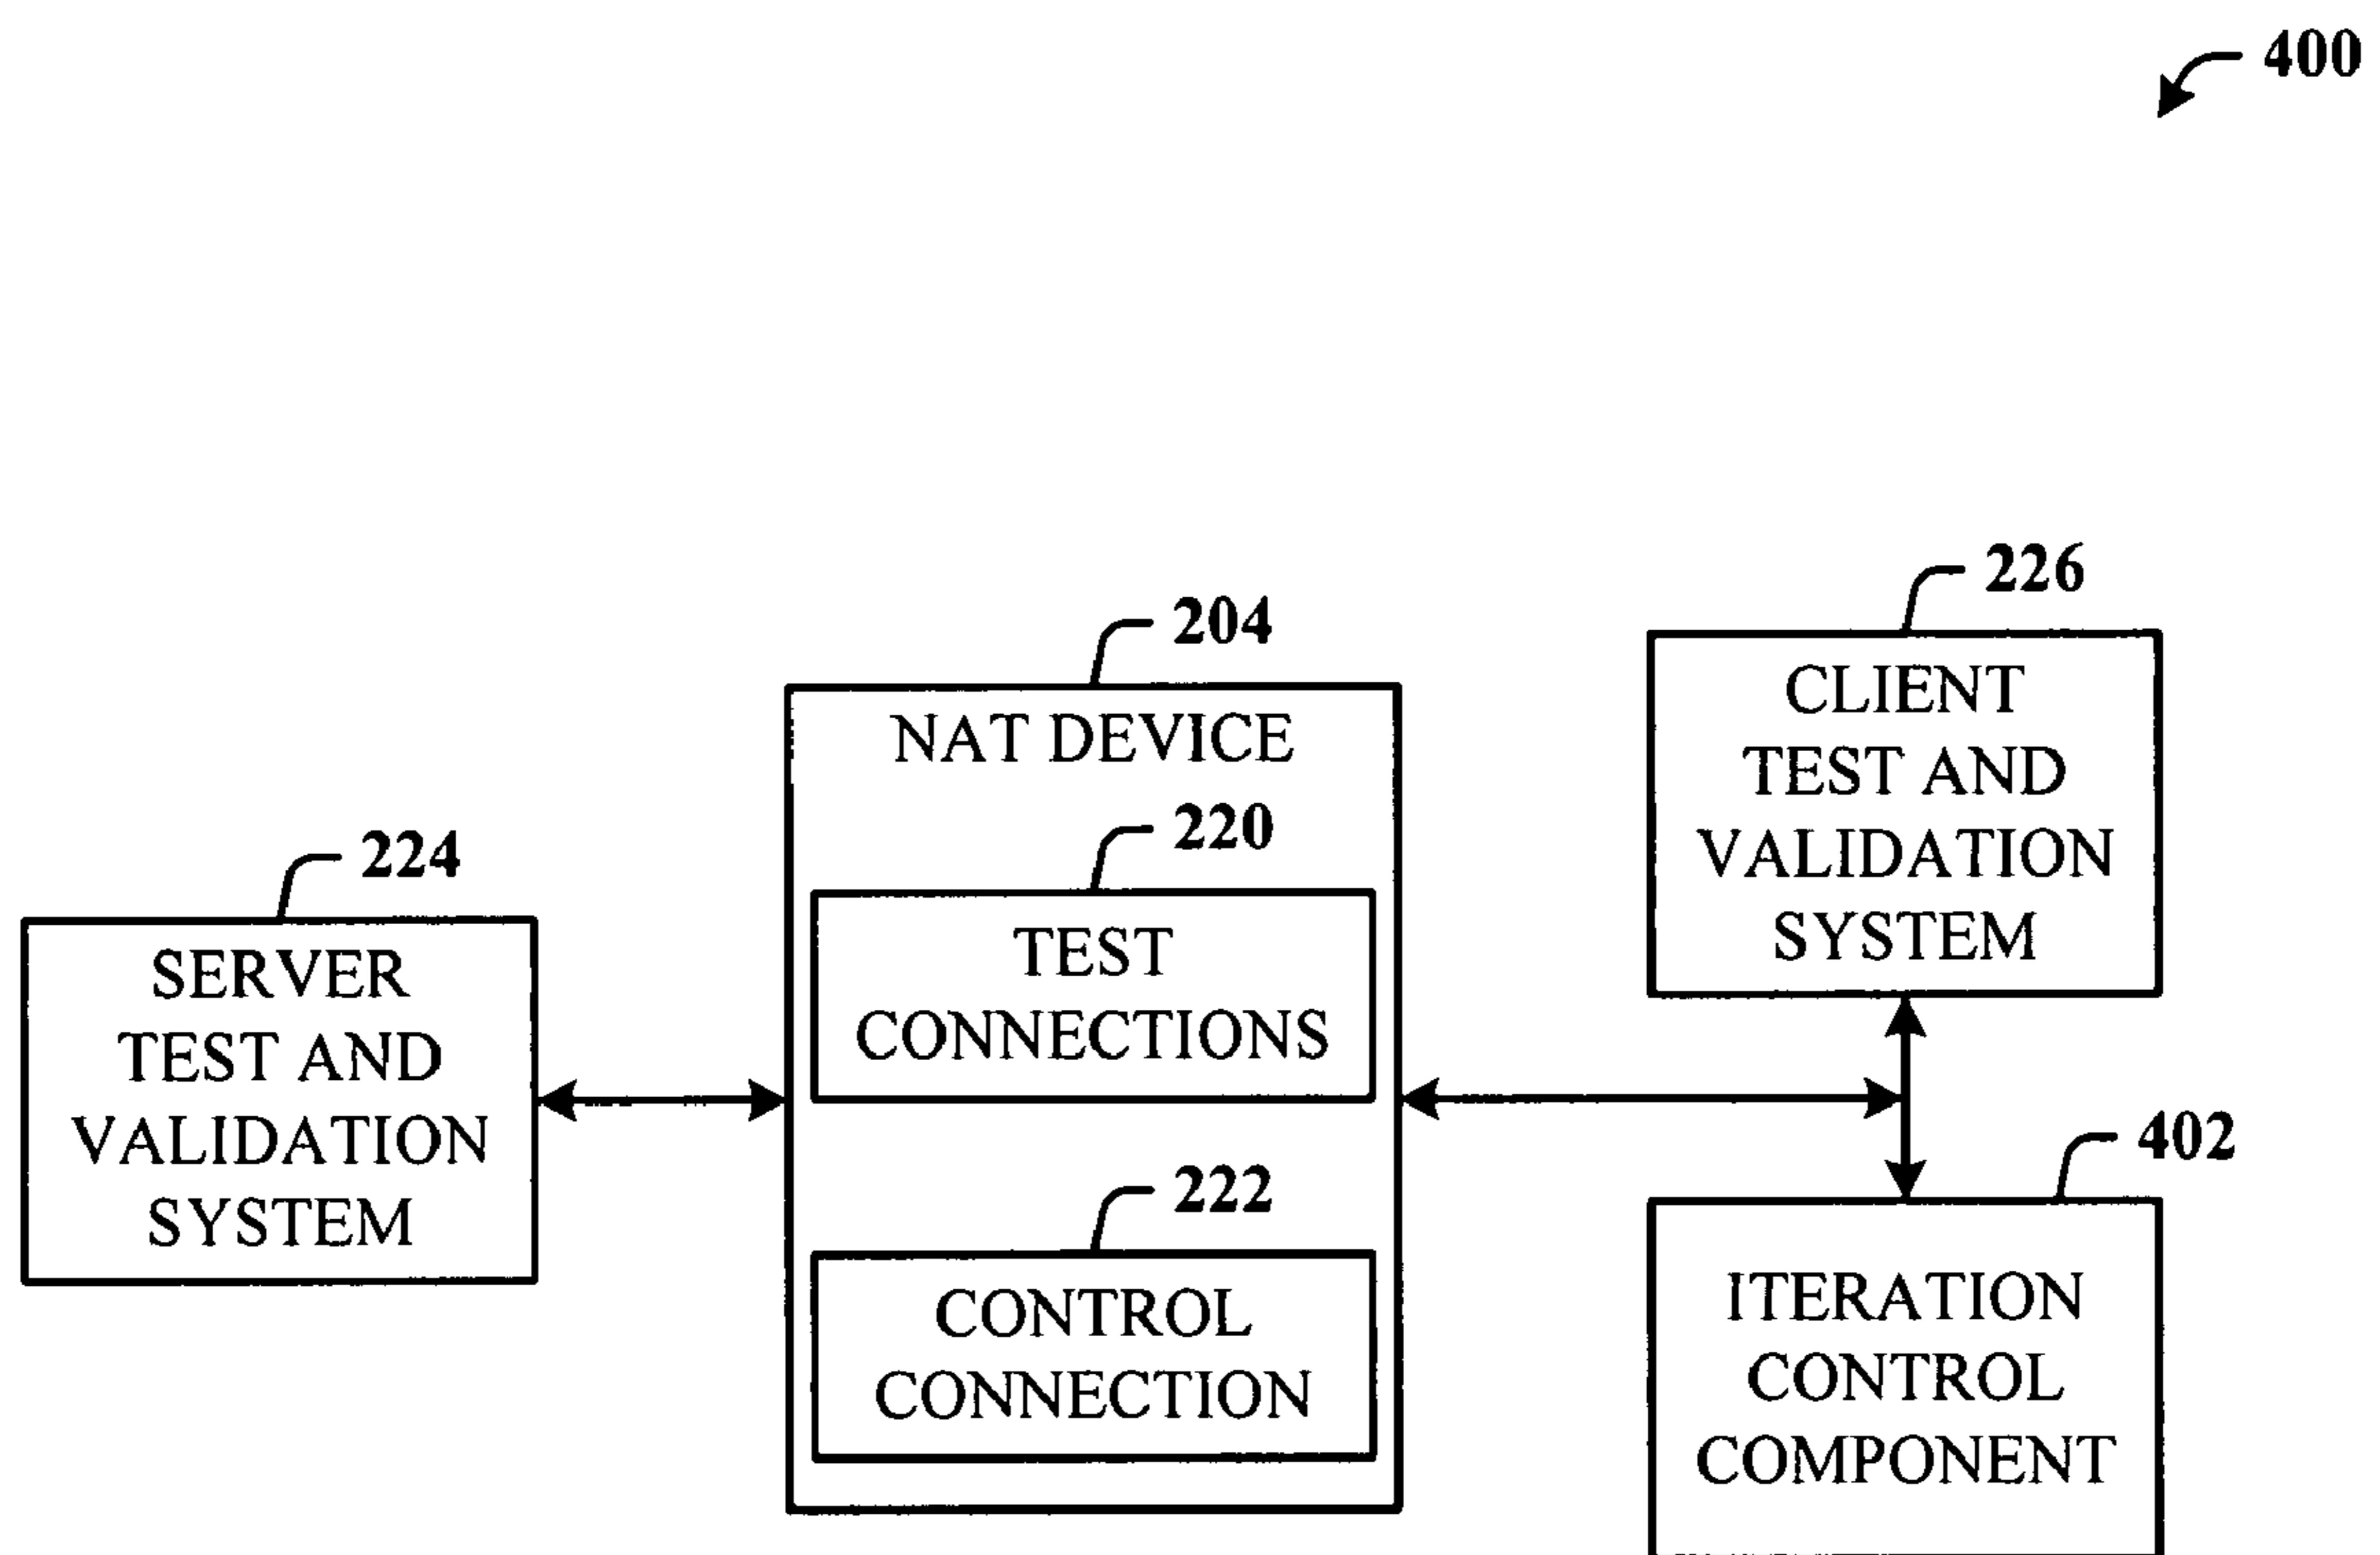 400
226
CLIENT
TEST AND
VALIDATION
SYSTEM
204
NAT DEVICE
220
TEST
CONNECTIONS
224
SERVER
TEST AND
VALIDATION
SYSTEM
222
CONTROL
CONNECTION
402
ITERATION
CONTROL
COMPONENT